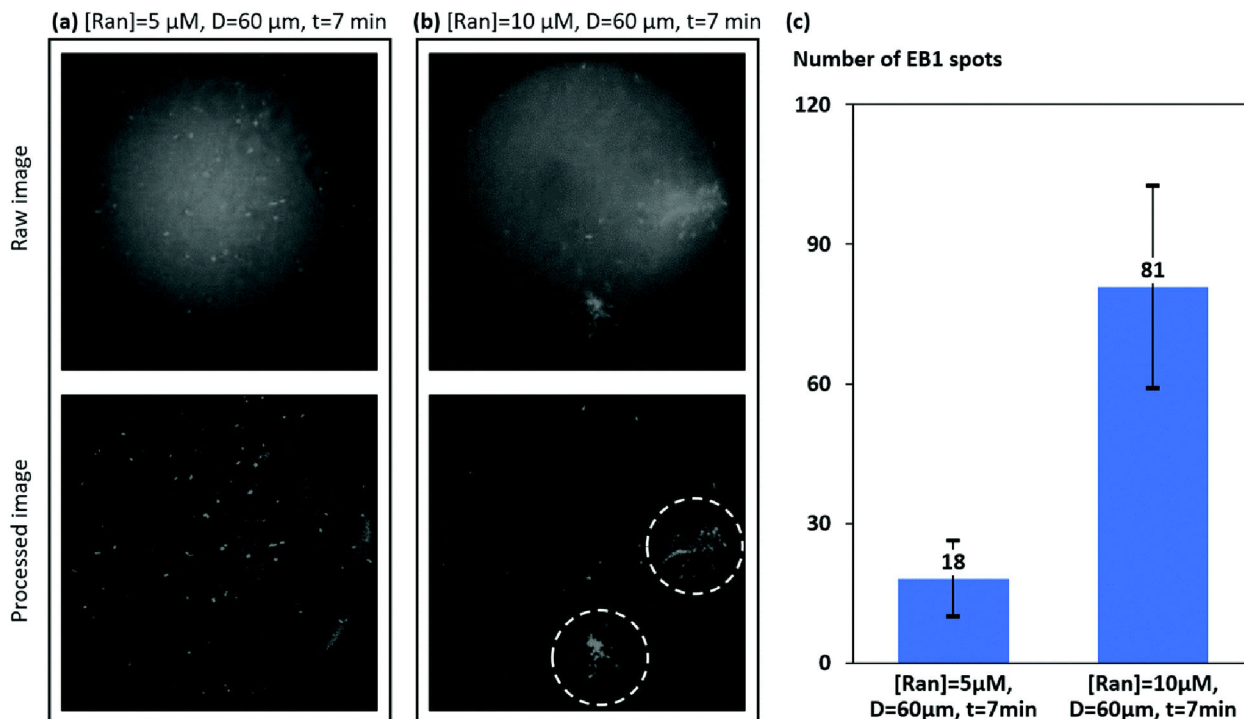 (a) [Ran]=5 µM, D=60 µm, t=7 min
(b) [Ran]=10 µM, D=60 µm, t=7 min
(c)
Number of EB1 spots
Raw image
Processed image
120
90
60
30
0
18
81
[Ran]=5µM,
D=60µm, t=7min
[Ran]=10µM,
D=60µm, t=7min